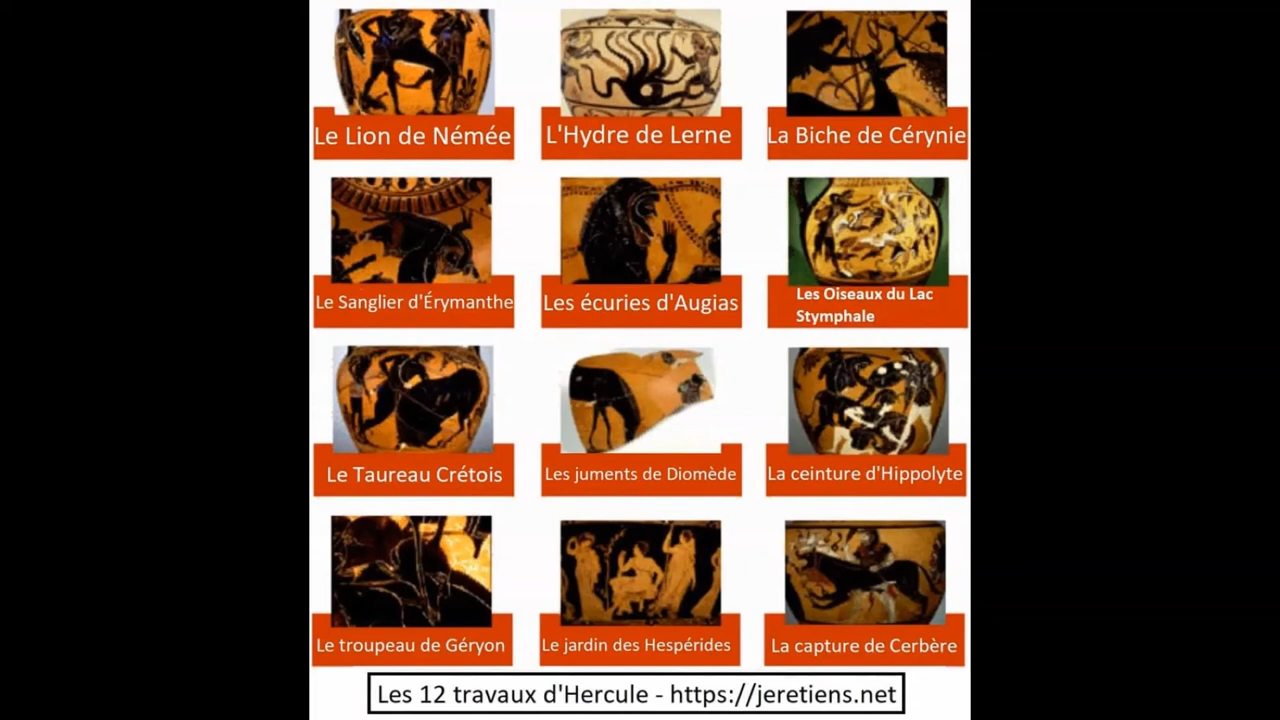 Le Lion de Némée
L'Hydre de Lerne
La Biche de Cérynie
Le Sanglier d'Érymanthe
Les écuries d'Augias
Les Oiseaux du Lac
Stymphale
Le Taureau Crétois
Les juments de Diomède
La ceinture d'Hippolyte
Le troupeau de Géryon
Le jardin des Hespérides
La capture de Cerbère
Les 12 travaux d'Hercule - https://jeretiens.net